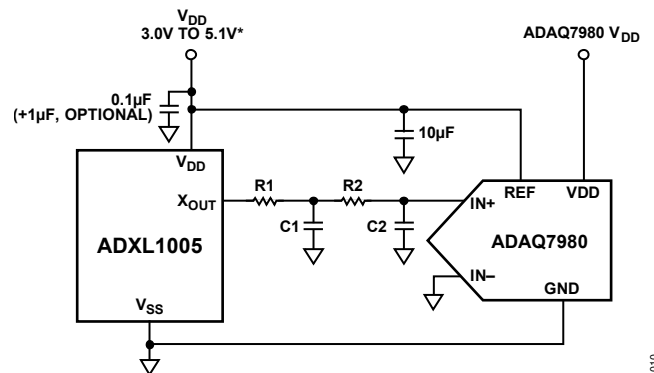 VDD
3.0V TO 5.1V*
ADAQ7980 VDD
0.1µF
(+1µF, OPTIONAL)
10µF
VDD
XOUT
R1
R2
C1
C2
IN+
REF
VDD
ADXL1005
ADAQ7980
IN–
GND
VSS
010